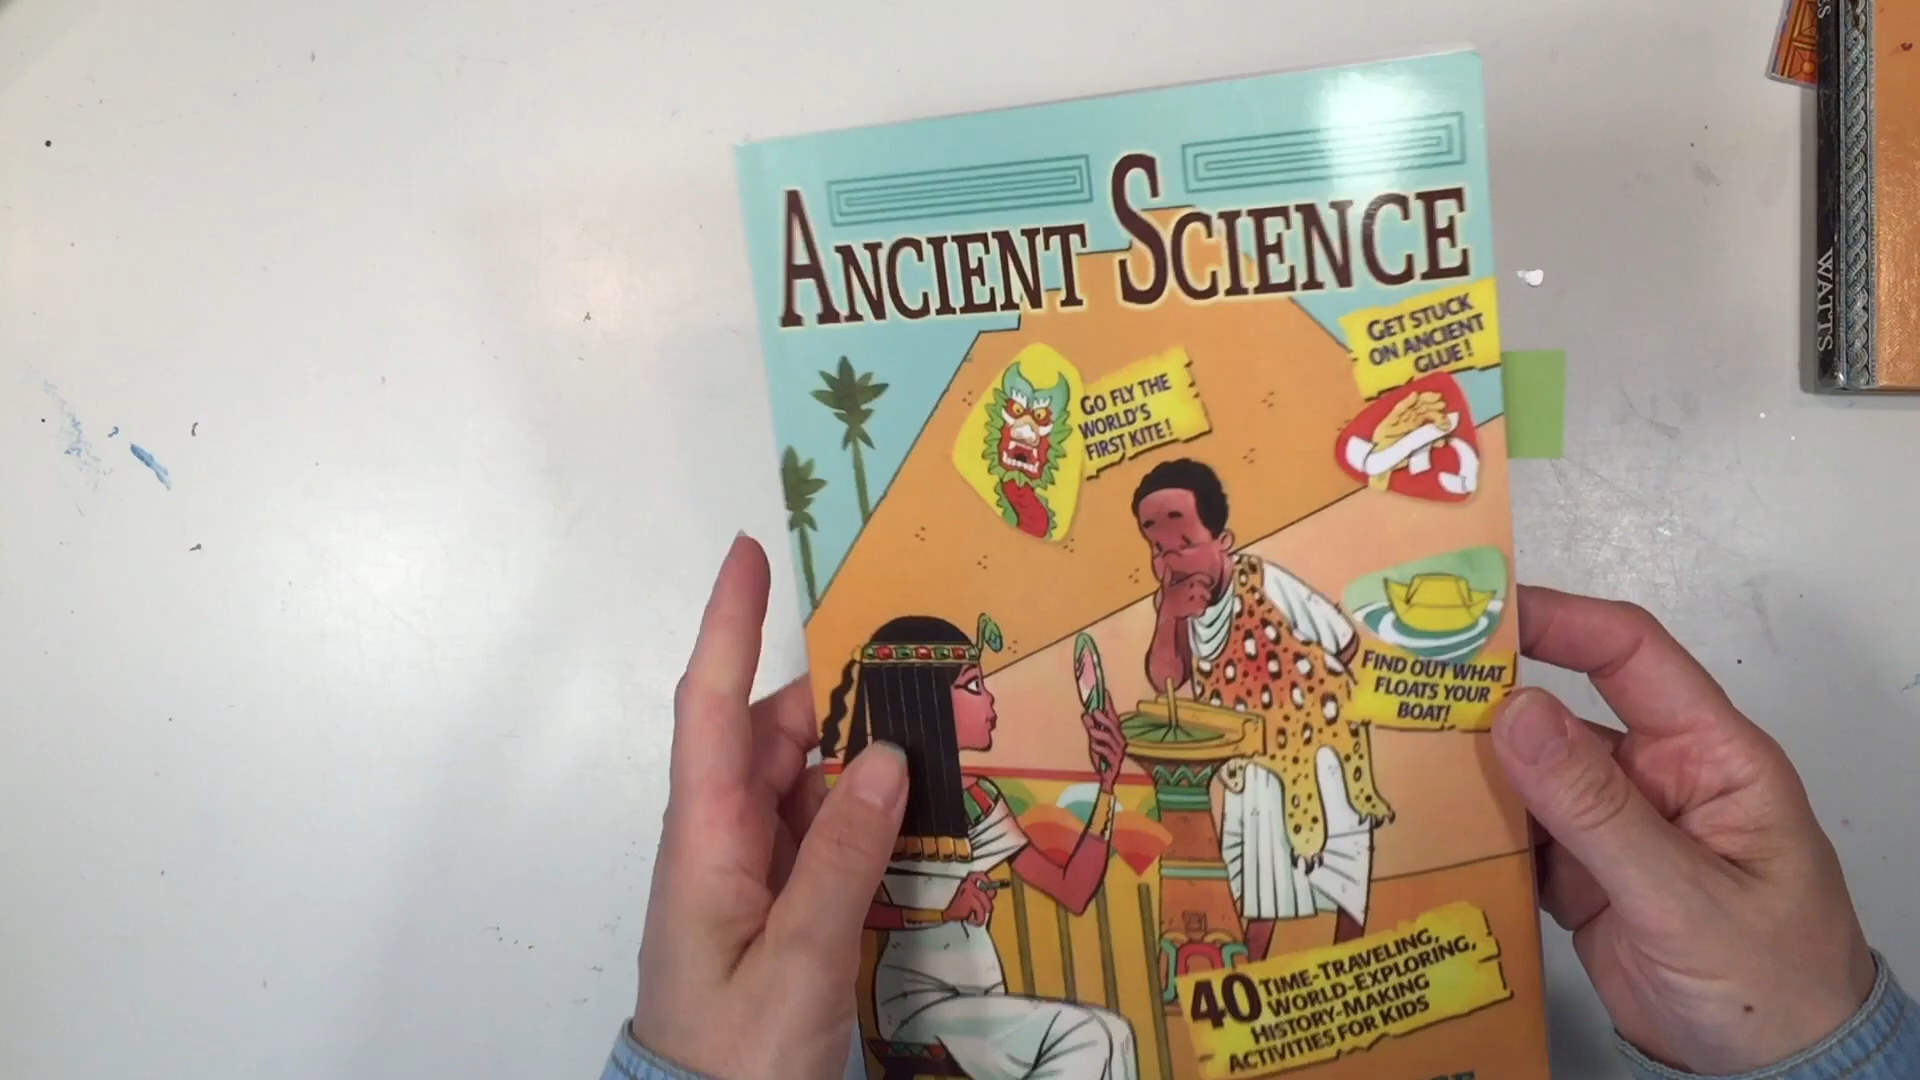 ANCIENT SCIENCE
GET STUCK
ON ANCIENT
GLUE!
GO FLY THE
WORLD'S
FIRST KITE!
FIND OUT WHAT
FLOATS YOUR
BOAT!
40 TIME-TRAVELING,
WORLD-EXPLORING,
HISTORY-MAKING
ACTIVITIES FOR KIDS
WATTS